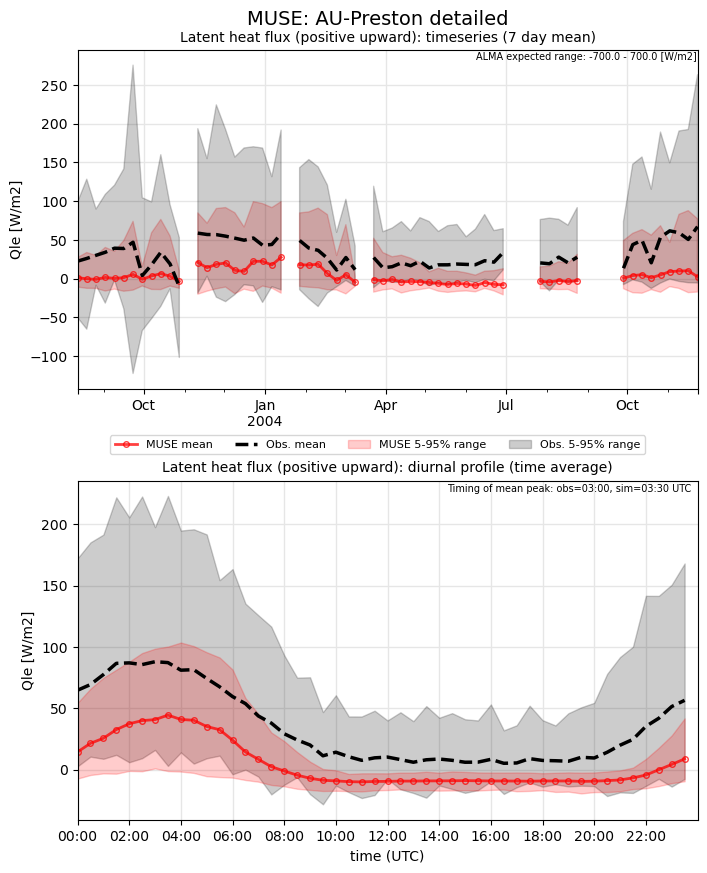 MUSE: AU-Preston detailed
Latent heat flux (positive upward): timeseries (7 day mean)
ALMA expected range: -700.0 - 700.0 [W/m2]
Qle [W/m2]
250
200
150
100
50
0
−50
−100
Oct
Jan
2004
Apr
Jul
Oct
MUSE mean
Obs. mean
MUSE 5-95% range
Obs. 5-95% range
Latent heat flux (positive upward): diurnal profile (time average)
Timing of mean peak: obs=03:00, sim=03:30 UTC
Qle [W/m2]
200
150
100
50
0
00:00
02:00
04:00
06:00
08:00
10:00
12:00
14:00
16:00
18:00
20:00
22:00
time (UTC)